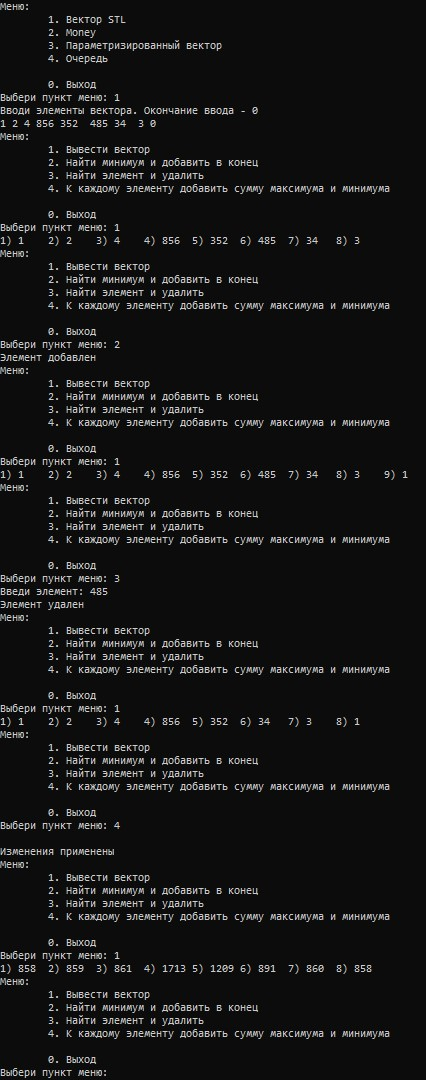 Меню:
1. Вектор STL
2. Money
3. Параметризированный вектор
4. Очередь
0. Выход
Выбери пункт меню: 1
Вводи элементы вектора. Окончание ввода - 0
1 2 4 856 352  485 34  3 0
Меню:
1. Вывести вектор
2. Найти минимум и добавить в конец
3. Найти элемент и удалить
4. К каждому элементу добавить сумму максимума и минимума
0. Выход
Выбери пункт меню: 1
1) 1    2) 2    3) 4    4) 856  5) 352  6) 485  7) 34   8) 3
Меню:
1. Вывести вектор
2. Найти минимум и добавить в конец
3. Найти элемент и удалить
4. К каждому элементу добавить сумму максимума и минимума
0. Выход
Выбери пункт меню: 2
Элемент добавлен
Меню:
1. Вывести вектор
2. Найти минимум и добавить в конец
3. Найти элемент и удалить
4. К каждому элементу добавить сумму максимума и минимума
0. Выход
Выбери пункт меню: 1
1) 1    2) 2    3) 4    4) 856  5) 352  6) 485  7) 34   8) 3    9) 1
Меню:
1. Вывести вектор
2. Найти минимум и добавить в конец
3. Найти элемент и удалить
4. К каждому элементу добавить сумму максимума и минимума
0. Выход
Выбери пункт меню: 3
Введи элемент: 485
Элемент удален
Меню:
1. Вывести вектор
2. Найти минимум и добавить в конец
3. Найти элемент и удалить
4. К каждому элементу добавить сумму максимума и минимума
0. Выход
Выбери пункт меню: 1
1) 1    2) 2    3) 4    4) 856  5) 352  6) 34   7) 3    8) 1
Меню:
1. Вывести вектор
2. Найти минимум и добавить в конец
3. Найти элемент и удалить
4. К каждому элементу добавить сумму максимума и минимума
0. Выход
Выбери пункт меню: 4
Изменения применены
Меню:
1. Вывести вектор
2. Найти минимум и добавить в конец
3. Найти элемент и удалить
4. К каждому элементу добавить сумму максимума и минимума
0. Выход
Выбери пункт меню: 1
1) 858  2) 859  3) 861  4) 1713 5) 1209 6) 891  7) 860  8) 858
Меню:
1. Вывести вектор
2. Найти минимум и добавить в конец
3. Найти элемент и удалить
4. К каждому элементу добавить сумму максимума и минимума
0. Выход
Выбери пункт меню: